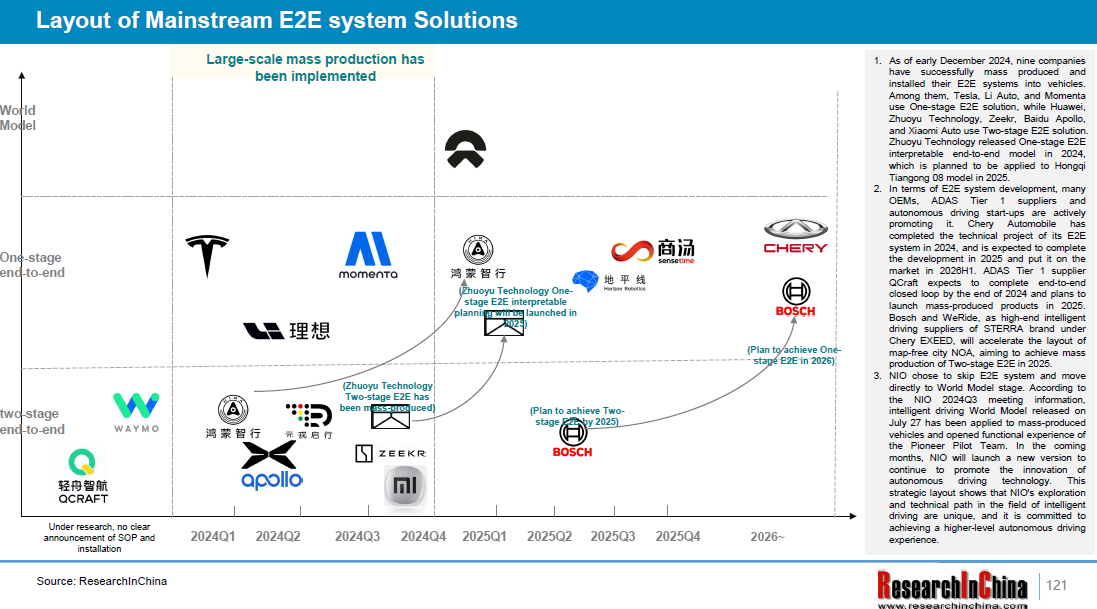 Layout of Mainstream E2E system Solutions
Large-scale mass production has
been implemented
World
Model
One-stage
end-to-end
two-stage
end-to-end
momenta
鸿蒙智行
商汤
sensetime
地平线
Horizon Robotics
CHERY
BOSCH
理想
(Zhuoyu Technology One-
stage E2E interpretable
planning will be launched in
2025)
(Plan to achieve One-
stage E2E in 2026)
WAYMO
轻舟智航
QCRAFT
鸿蒙智行
元戎启行
(Zhuoyu Technology
Two-stage E2E has
been mass-produced)
apollo
ZEEKR
MI
(Plan to achieve Two-
stage E2E by 2025)
BOSCH
Under research, no clear
announcement of SOP and
installation
2024Q1 2024Q2 2024Q3 2024Q4 2025Q1 2025Q2 2025Q3 2025Q4 2026~
1. As of early December 2024, nine companies
have successfully mass produced and
installed their E2E systems into vehicles.
Among them, Tesla, Li Auto, and Momenta
use One-stage E2E solution, while Huawei,
Zhuoyu Technology, Zeekr, Baidu Apollo,
and Xiaomi Auto use Two-stage E2E solution.
Zhuoyu Technology released One-stage E2E
interpretable end-to-end model in 2024,
which is planned to be applied to Hongqi
Tiangong 08 model in 2025.
2. In terms of E2E system development, many
OEMs, ADAS Tier 1 suppliers and
autonomous driving start-ups are actively
promoting it. Chery Automobile has
completed the technical project of its E2E
system in 2024, and is expected to complete
the development in 2025 and put it on the
market in 2026H1. ADAS Tier 1 supplier
QCraft expects to complete end-to-end
closed loop by the end of 2024 and plans to
launch mass-produced products in 2025.
Bosch and WeRide, as high-end intelligent
driving suppliers of STERRA brand under
Chery EXEED, will accelerate the layout of
map-free city NOA, aiming to achieve mass
production of Two-stage E2E in 2025.
3. NIO chose to skip E2E system and move
directly to World Model stage. According to
the NIO 2024Q3 meeting information,
intelligent driving World Model released on
July 27 has been applied to mass-produced
vehicles and opened functional experience of
the Pioneer Pilot Team. In the coming
months, NIO will launch a new version to
continue to promote the innovation of
autonomous driving technology. This
strategic layout shows that NIO's exploration
and technical path in the field of intelligent
driving are unique, and it is committed to
achieving a higher-level autonomous driving
experience.
Source: ResearchInChina
ResearchInChina
www.researchinchina.com
121